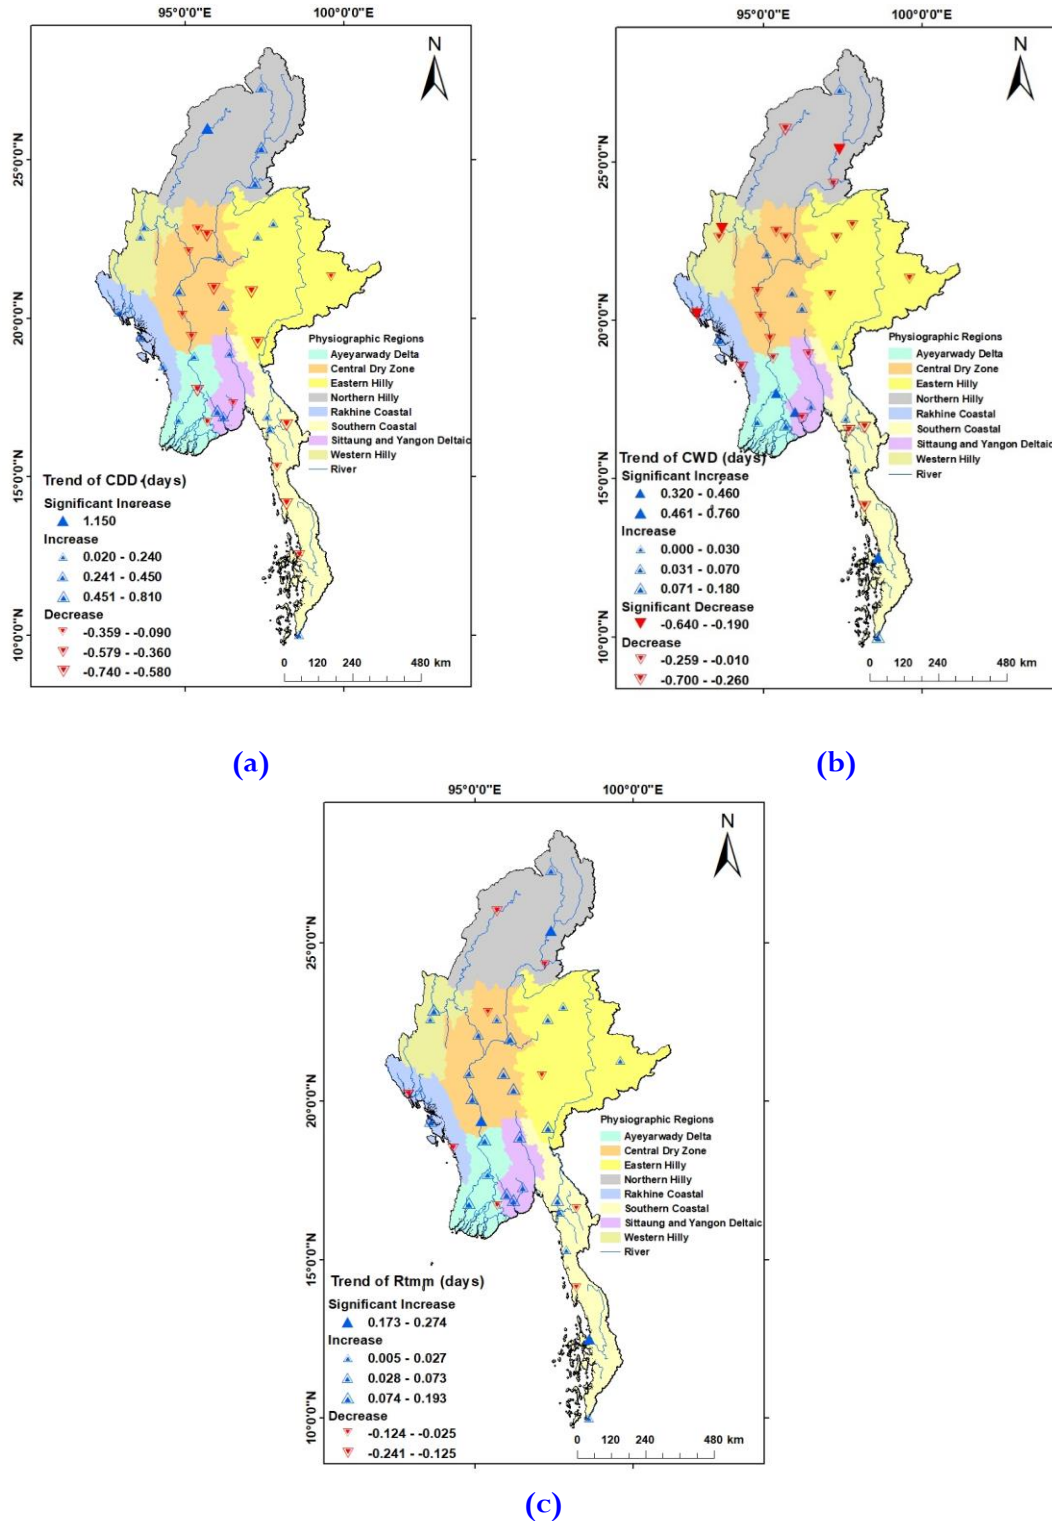 95°0'0"E 100°0'0"E
N
25°0'0"N
20°0'0"N
15°0'0"N
10°0'0"N
Physiographic Regions
Ayeyarwady Delta
Central Dry Zone
Eastern Hilly
Northern Hilly
Rakhine Coastal
Southern Coastal
Sittaung and Yangon Deltaic
Western Hilly
River
Trend of CDD (days)
Significant Increase
1.150
Increase
0.020 - 0.240
0.241 - 0.450
0.451 - 0.810
Decrease
-0.359 - -0.090
-0.579 - -0.360
-0.740 - -0.580
0 120 240 480 km
(a)
95°0'0"E 100°0'0"E
N
25°0'0"N
20°0'0"N
15°0'0"N
10°0'0"N
Physiographic Regions
Ayeyarwady Delta
Central Dry Zone
Eastern Hilly
Northern Hilly
Rakhine Coastal
Southern Coastal
Sittaung and Yangon Deltaic
Western Hilly
River
Trend of CWD (days)
Significant Increase
0.320 - 0.460
0.461 - 0.760
Increase
0.000 - 0.030
0.031 - 0.070
0.071 - 0.180
Significant Decrease
-0.640 - -0.190
Decrease
-0.259 - -0.010
-0.700 - -0.260
0 120 240 480 km
(b)
95°0'0"E 100°0'0"E
N
25°0'0"N
20°0'0"N
15°0'0"N
10°0'0"N
Physiographic Regions
Ayeyarwady Delta
Central Dry Zone
Eastern Hilly
Northern Hilly
Rakhine Coastal
Southern Coastal
Sittaung and Yangon Deltaic
Western Hilly
River
Trend of Rtmm (days)
Significant Increase
0.173 - 0.274
Increase
0.005 - 0.027
0.028 - 0.073
0.074 - 0.193
Decrease
-0.124 - -0.025
-0.241 - -0.125
0 120 240 480 km
(c)